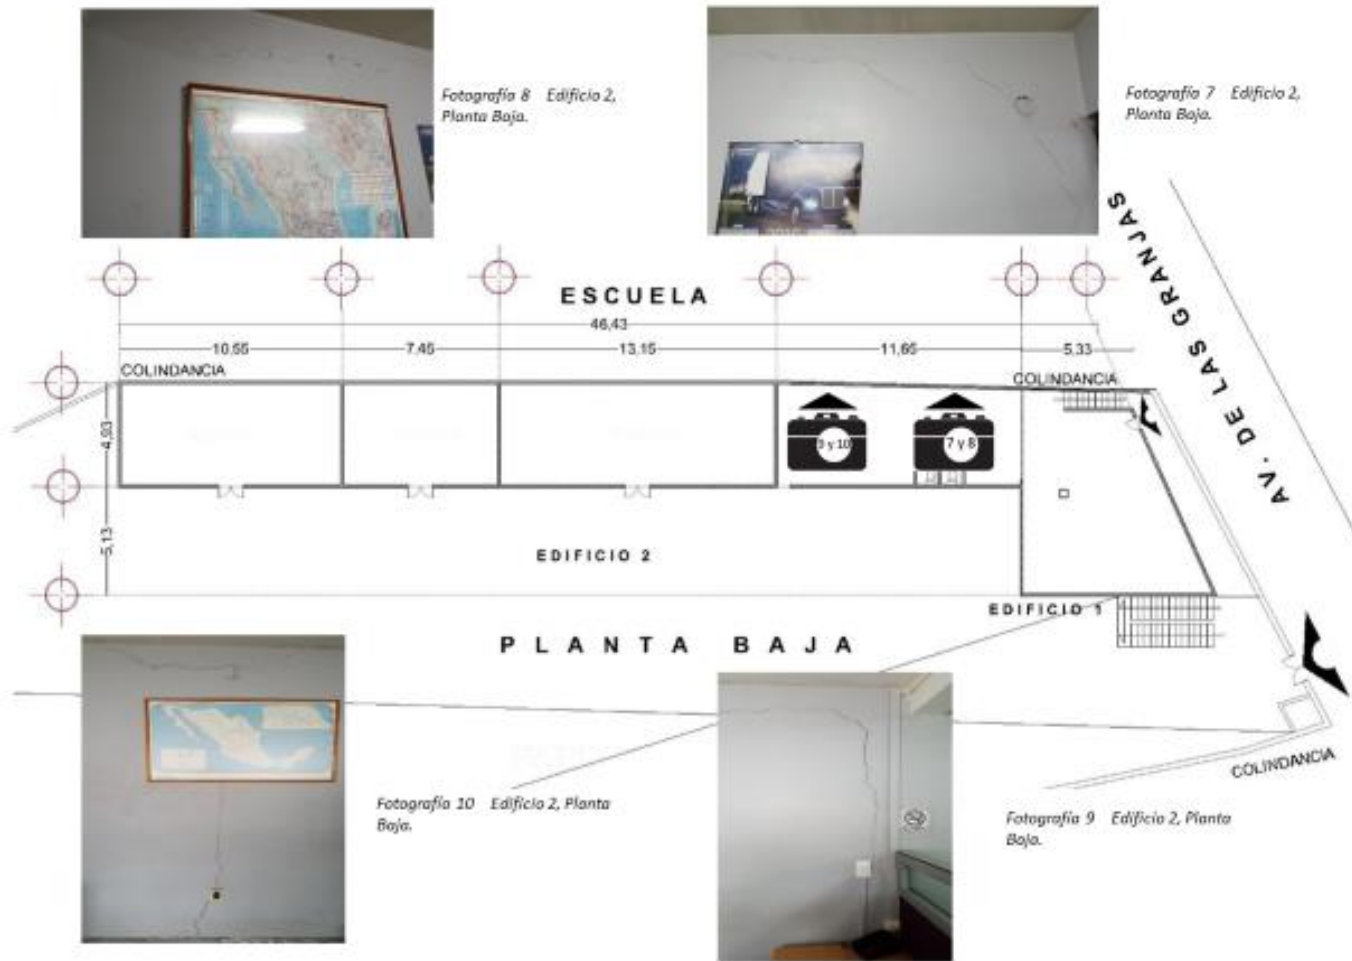 Fotografía 8 Edificio 2,
Planta Baja.
Fotografía 7 Edificio 2,
Planta Baja.
AV. DE LAS GRANJAS
ESCUELA
46,43
10,55
7,45
13,15
11,65
5,33
COLINDANCIA
COLINDANCIA
4,93
9 y 10
7 y 8
5,13
EDIFICIO 2
EDIFICIO 1
PLANTA BAJA
COLINDANCIA
Fotografía 10 Edificio 2, Planta
Baja.
Fotografía 9 Edificio 2, Planta
Baja.